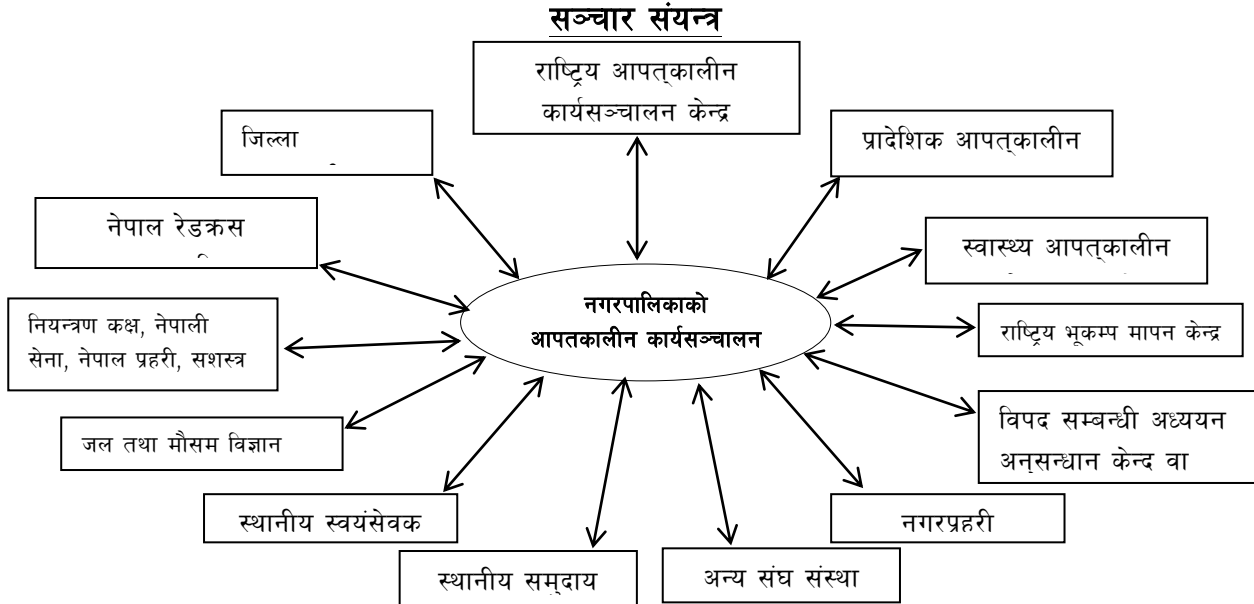 सञ्चार संयन्त्र
राष्ट्रिय आपत्कालीन
कार्यसञ्चालन केन्द्र
जिल्ला
प्रादेशिक आपत्कालीन
नेपाल रेडक्रस
स्वास्थ्य आपत्कालीन
नगरपालिकाको
आपतकालीन कार्यसञ्चालन
नियन्त्रण कक्ष, नेपाली
सेना, नेपाल प्रहरी, सशस्त्र
राष्ट्रिय भूकम्प मापन केन्द्र
जल तथा मौसम विज्ञान
विपद सम्बन्धी अध्ययन
अनुसन्धान केन्द वा
स्थानीय स्वयंसेवक
नगरप्रहरी
स्थानीय समुदाय
अन्य संघ संस्था